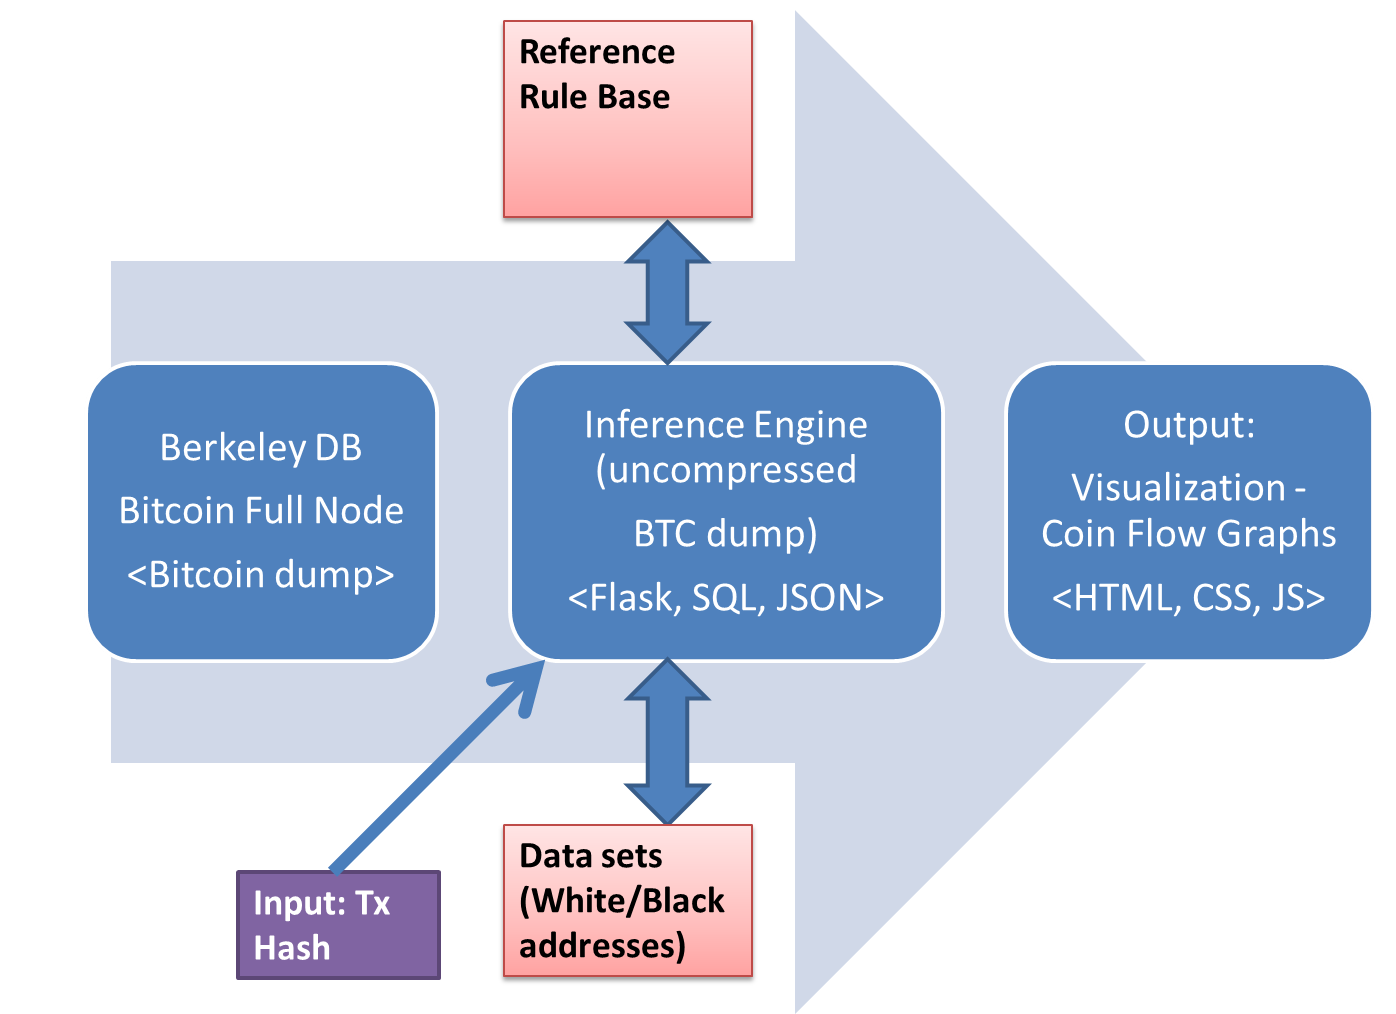 Reference
Rule Base
Berkeley DB
Bitcoin Full Node
<Bitcoin dump>
Inference Engine
(uncompressed
BTC dump)
<Flask, SQL, JSON>
Output:
Visualization -
Coin Flow Graphs
<HTML, CSS, JS>
Input: Tx
Hash
Data sets
(White/Black
addresses)